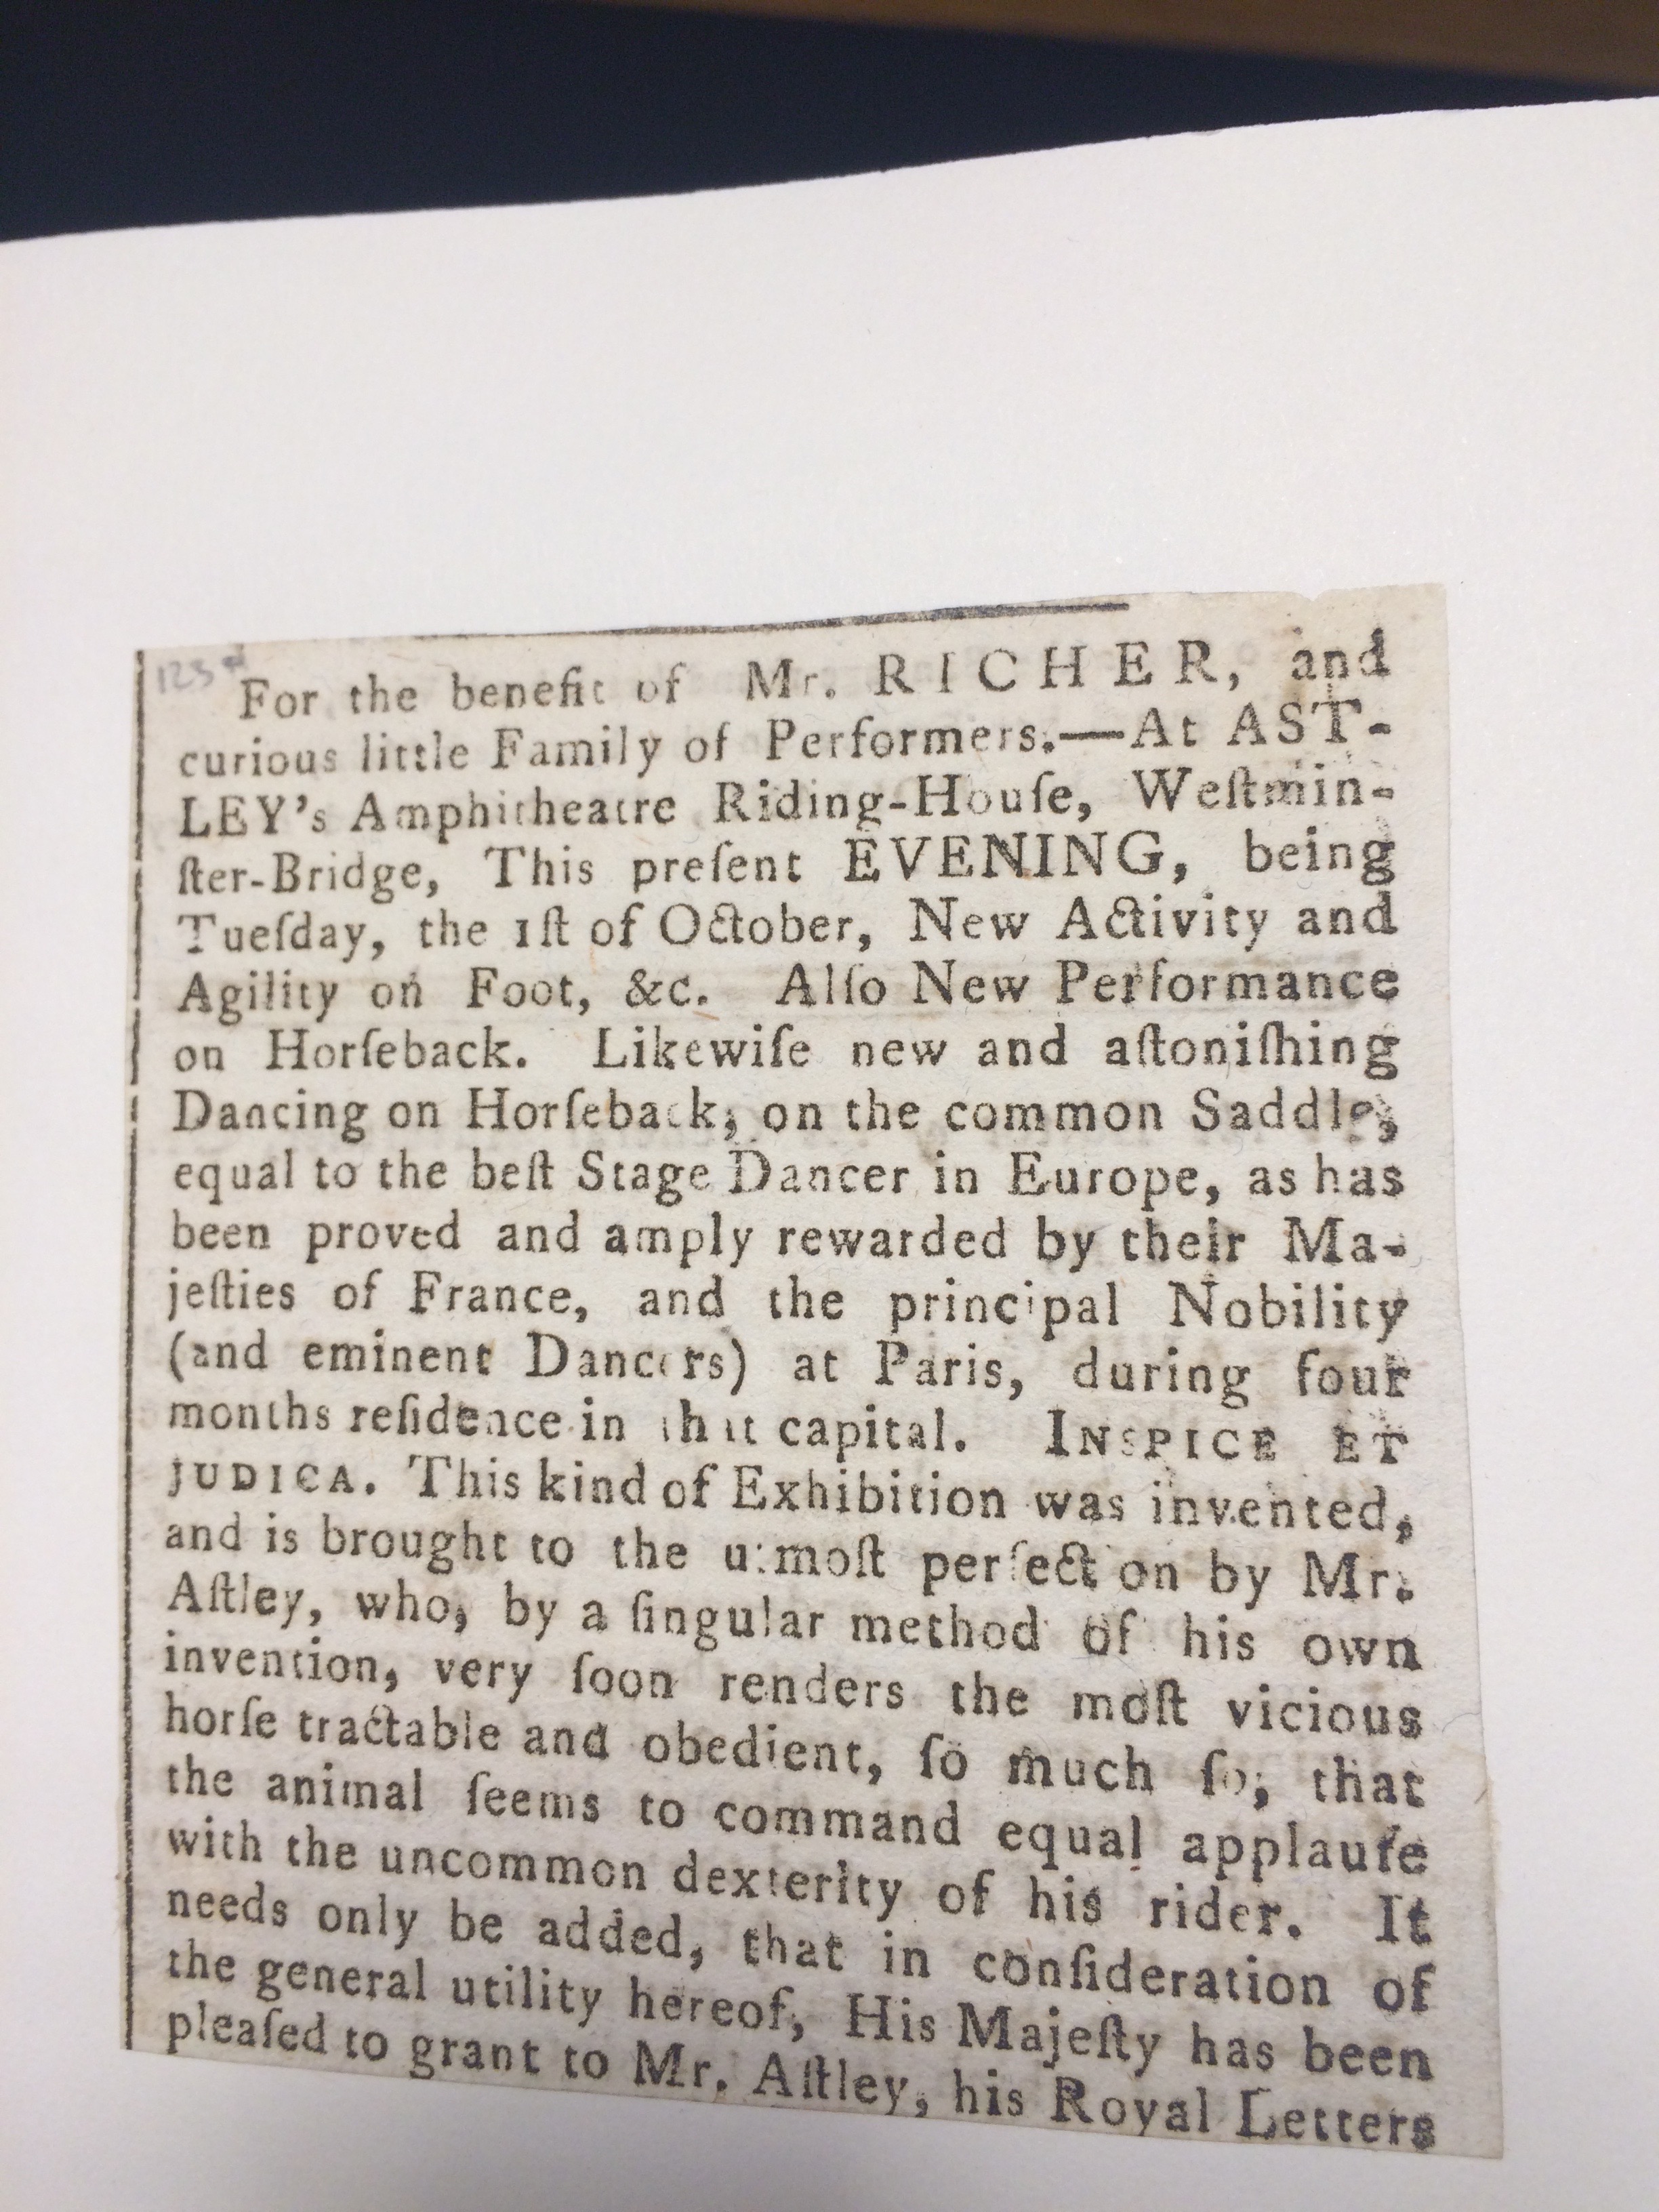 123
For the benefit of Mr. RICHER, and
curious little Family of Performers.—At AST-
LEY's Amphitheatre Riding-Houſe, Weſtmin-
ſter-Bridge, This preſent EVENING, being
Tueſday, the 1ſt of October, New Activity and
Agility on Foot, &c. Alſo New Performance
on Horſeback. Likewiſe new and aſtoniſhing
Dancing on Horſeback, on the common Saddle,
equal to the beſt Stage Dancer in Europe, as has
been proved and amply rewarded by their Ma-
jeſties of France, and the principal Nobility
(and eminent Dancers) at Paris, during four
months reſidence in that capital. INSPICE ET
JUDICA. This kind of Exhibition was invented,
and is brought to the utmoſt perfection by Mr.
Aſtley, who, by a ſingular method of his own
invention, very ſoon renders the moſt vicious
horſe tractable and obedient, ſo much ſo, that
the animal ſeems to command equal applauſe
with the uncommon dexterity of his rider. It
needs only be added, that in conſideration of
the general utility hereof, His Majeſty has been
pleaſed to grant to Mr. Aſtley, his Royal Letters